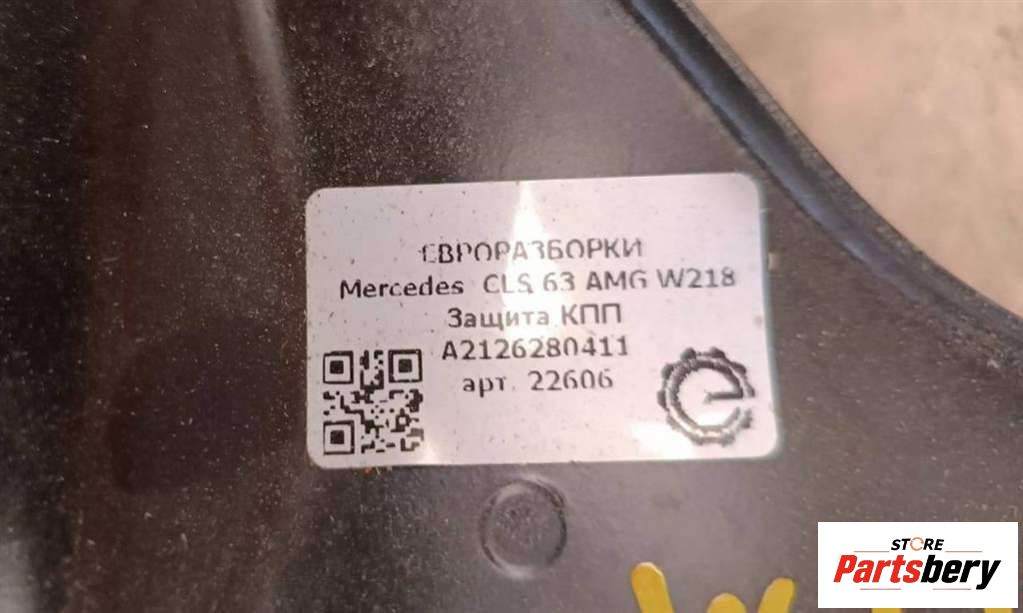 ЕВРОРАЗБОРКИ
Mercedes CLS 63 AMG W218
Защита КПП
A2126280411
арт. 22606
STORE
Partsbery